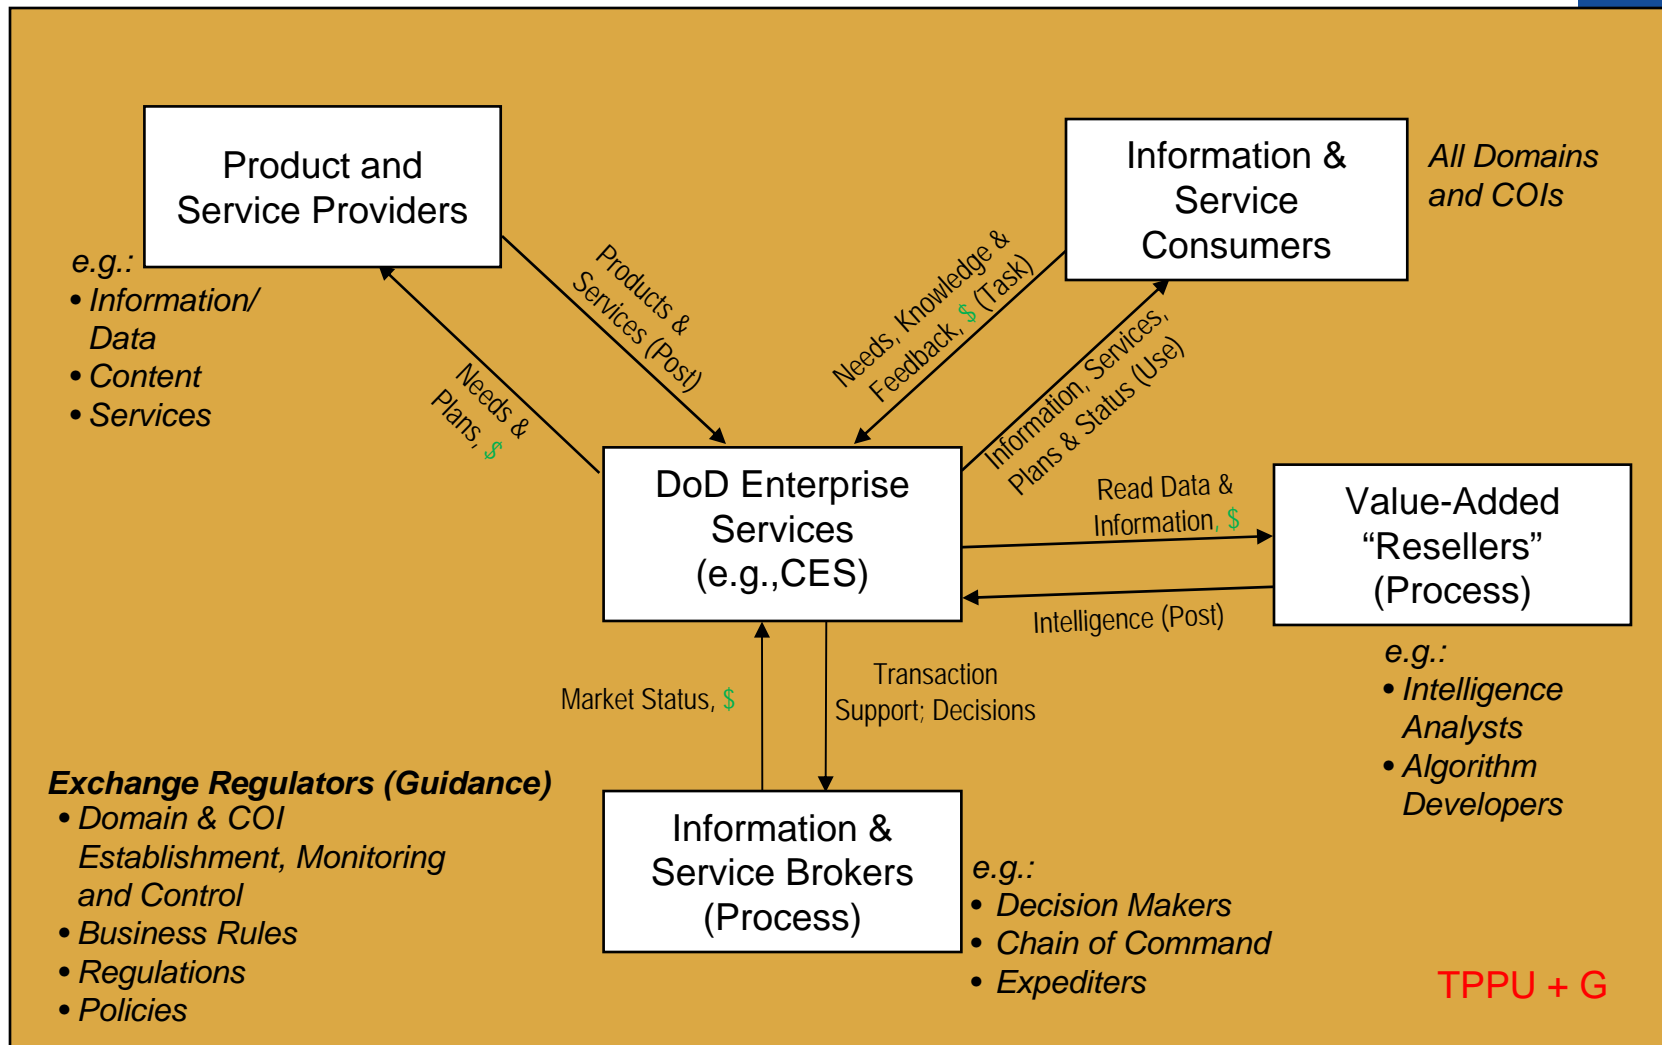 Product and
Service Providers
Information &
Service
Consumers
All Domains
and COIs
e.g.:
• Information/
Data
• Content
• Services
Products &
Services (Post)
Needs &
Plans, $
Needs, Knowledge &
Feedback, $ (Task)
Information, Services,
Plans & Status (Use)
DoD Enterprise
Services
(e.g.,CES)
Read Data &
Information, $
Intelligence (Post)
Value-Added
“Resellers”
(Process)
e.g.:
• Intelligence
Analysts
• Algorithm
Developers
Market Status, $
Transaction
Support; Decisions
Exchange Regulators (Guidance)
• Domain & COI
Establishment, Monitoring
and Control
• Business Rules
• Regulations
• Policies
Information &
Service Brokers
(Process)
e.g.:
• Decision Makers
• Chain of Command
• Expediters
TPPU + G